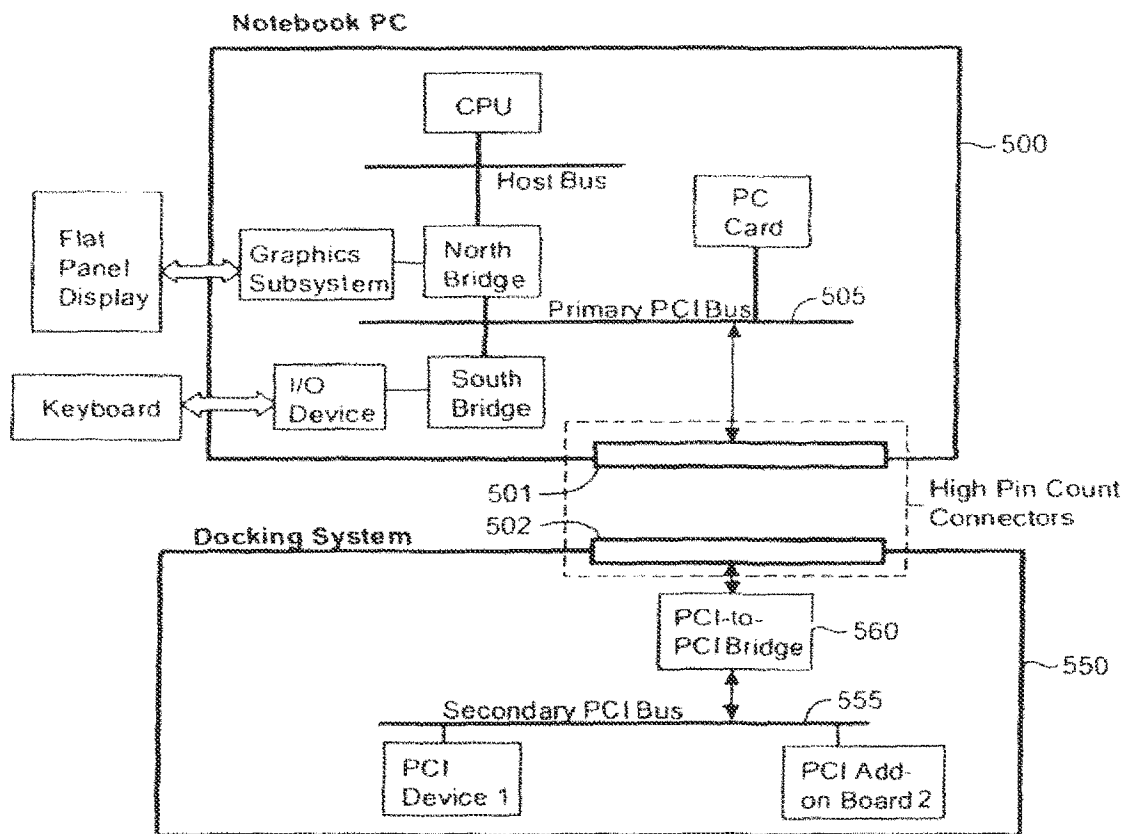 Notebook PC
CPU
500
Host Bus
PC
Card
Flat
Panel
Display
Graphics
Subsystem
North
Bridge
Primary PCI Bus
505
Keyboard
I/O
Device
South
Bridge
501
High Pin Count
Connectors
502
Docking System
PCI-to-
PCI Bridge
560
550
Secondary PCI Bus
555
PCI
Device 1
PCI Add-
on Board 2